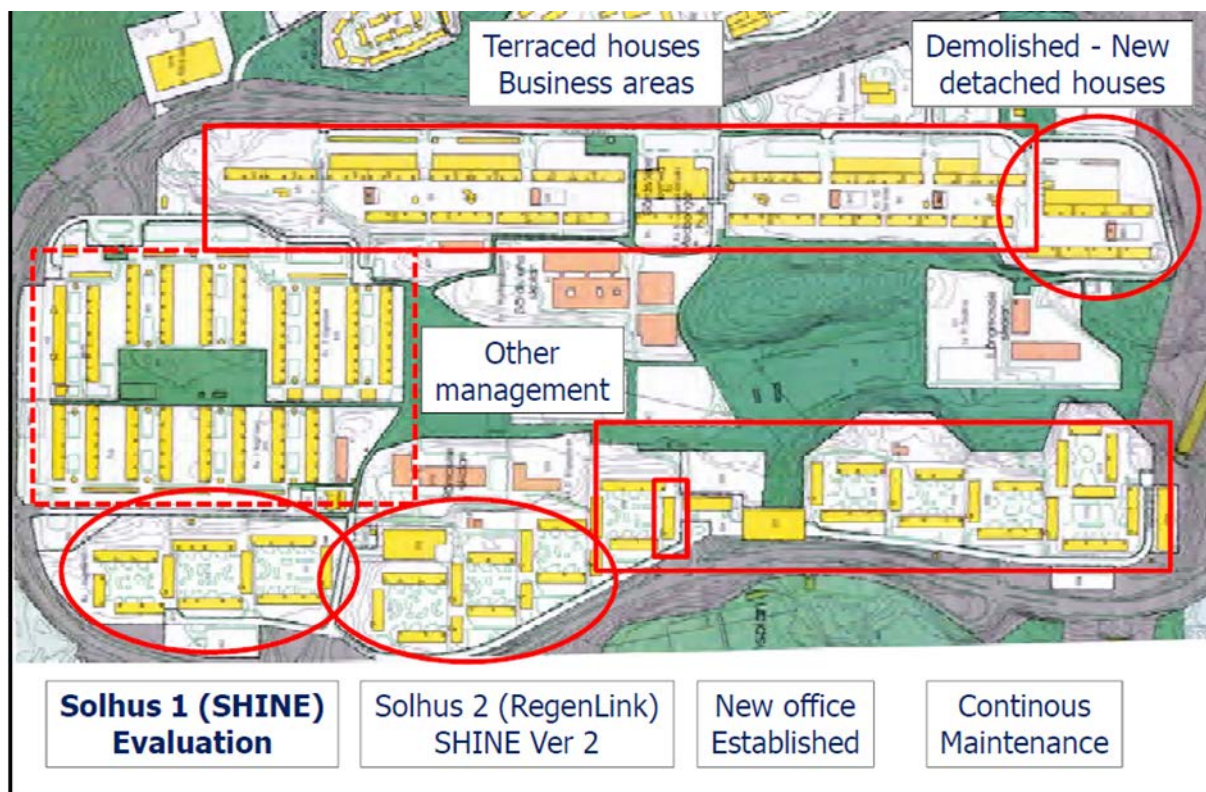 Terraced houses
Business areas
Demolished - New
detached houses
Other
management
Solhus 1 (SHINE)
Evaluation
Solhus 2 (RegenLink)
SHINE Ver 2
New office
Established
Continous
Maintenance